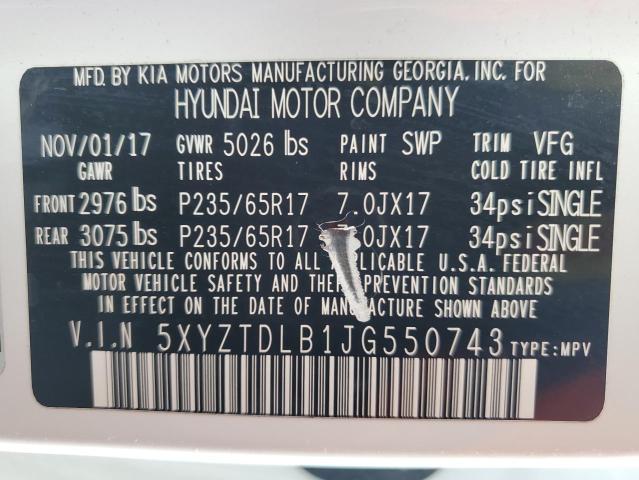 MFD. BY KIA MOTORS MANUFACTURING GEORGIA, INC. FOR
HYUNDAI MOTOR COMPANY
NOV/01/17 GVWR 5026 lbs PAINT SWP TRIM VFG
GAWR TIRES RIMS COLD TIRE INFL
FRONT 2976 lbs P235/65R17 7.0JX17 34psi SINGLE
REAR 3075 lbs P235/65R17 .0JX17 34psi SINGLE
THIS VEHICLE CONFORMS TO ALL U.S.A. FEDERAL
MOTOR VEHICLE SAFETY AND THEFT PREVENTION STANDARDS
IN EFFECT ON THE DATE OF MANUFACTURE SHOWN ABOVE.
V.I.N 5XYZTDLB1JG550743 TYPE:MPV